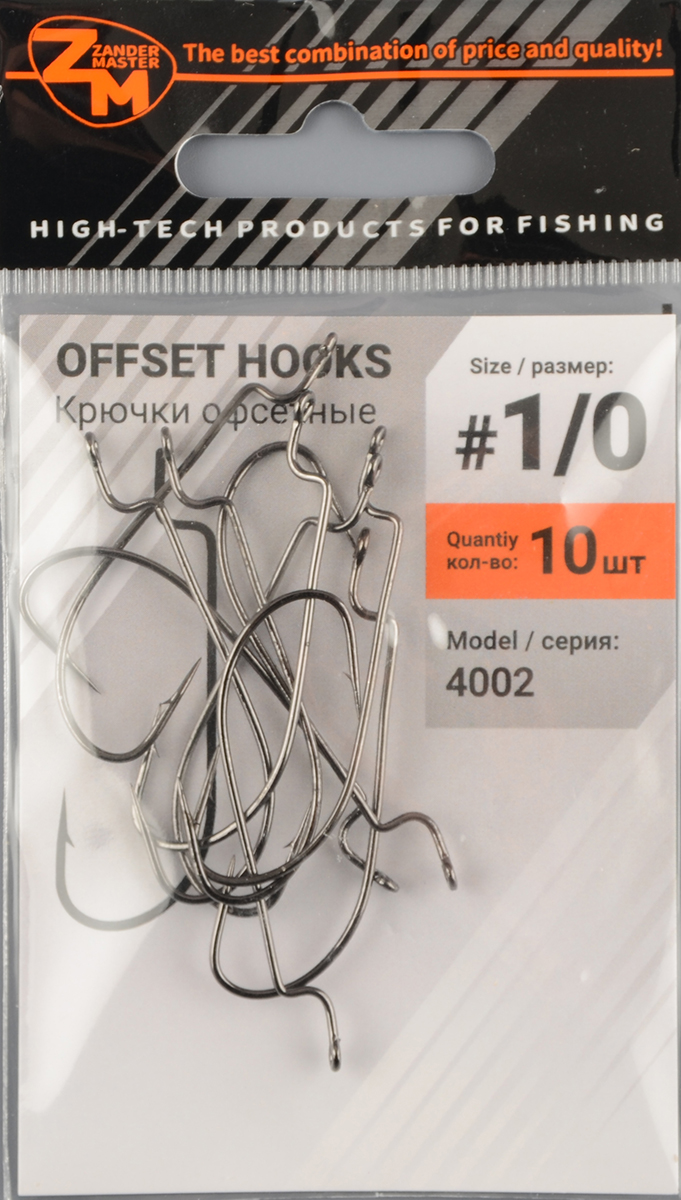 ZM
ZANDER
MASTER
The best combination of price and quality!
HIGH-TECH PRODUCTS FOR FISHING
OFFSET HOOKS
Крючки офсетные
Size / размер:
#1/0
Quantiy
кол-во:
10шт
Model / серия:
4002